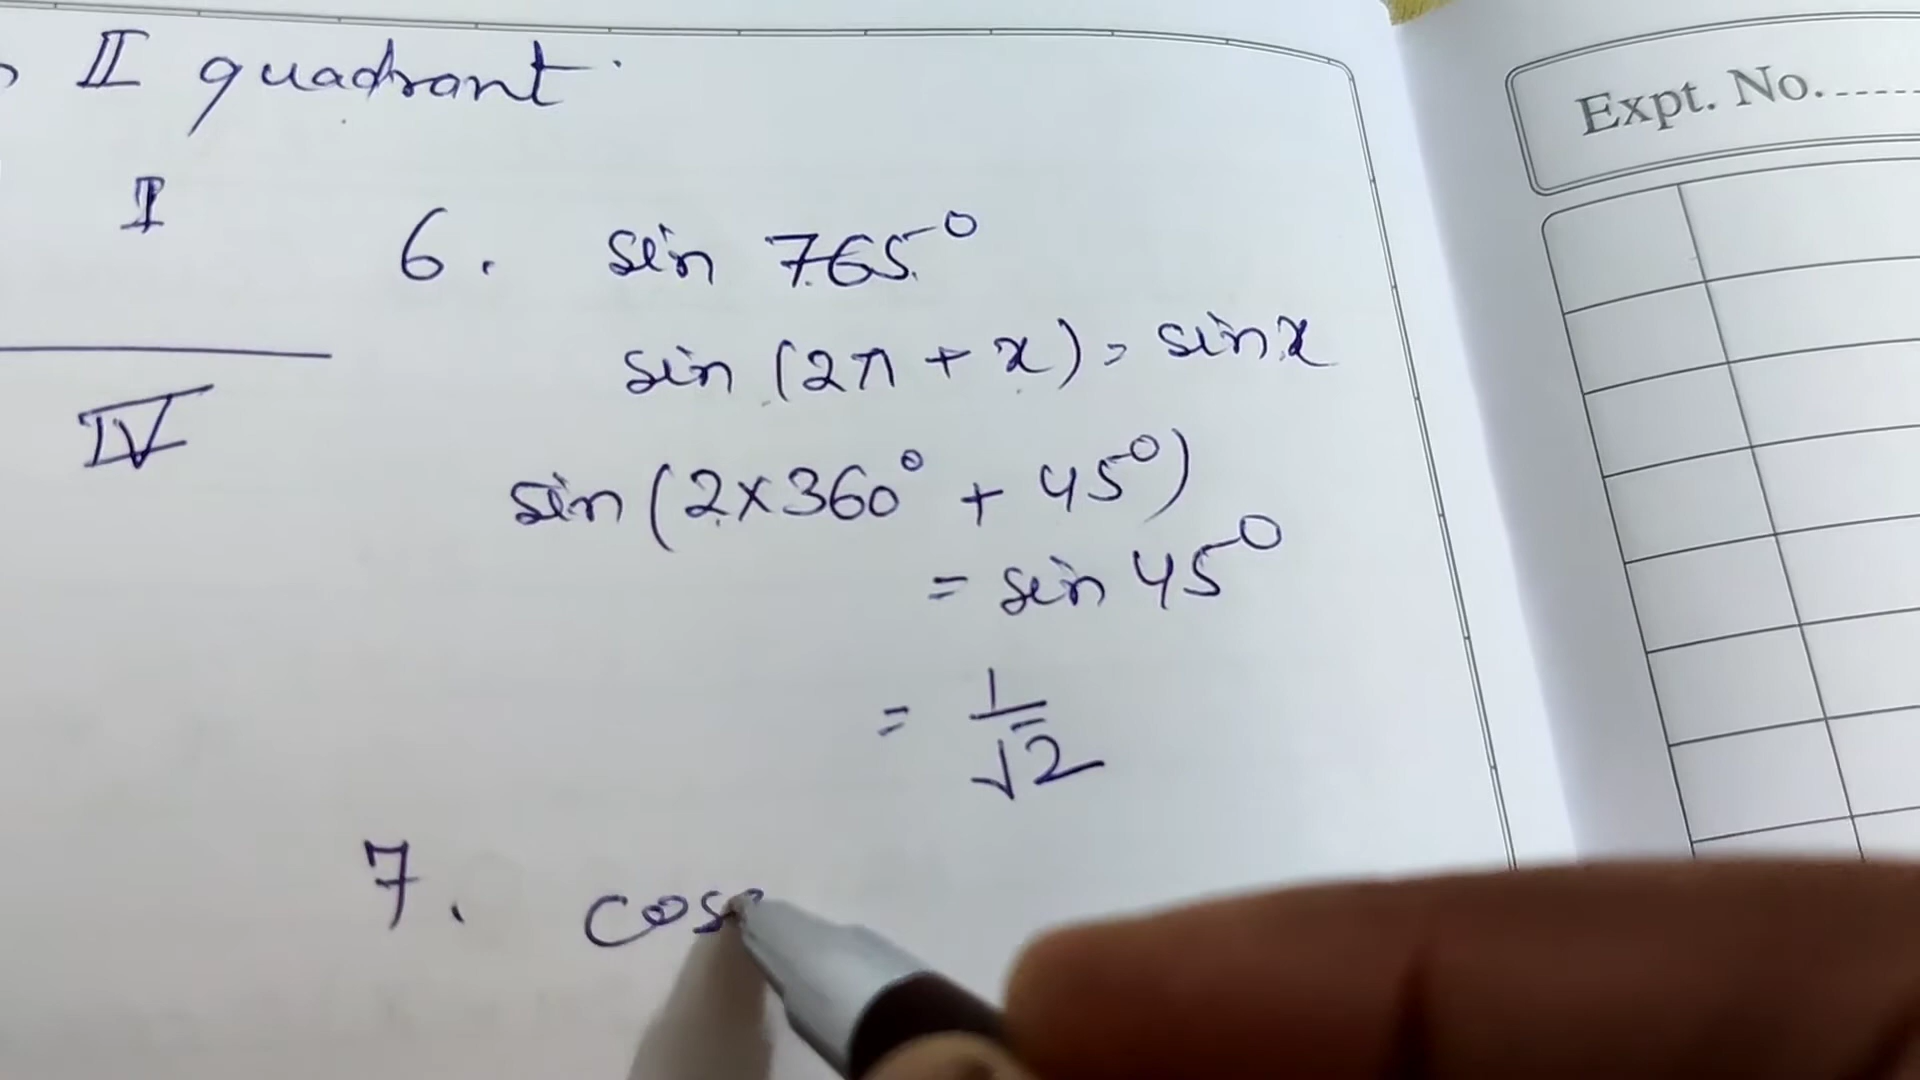 II quadrant.
I
IV
6. sin 765°
sin (2π + x) = sin x
sin (2×360° + 45°)
= sin 45°
= 1/√2
7. cos
Expt. No.